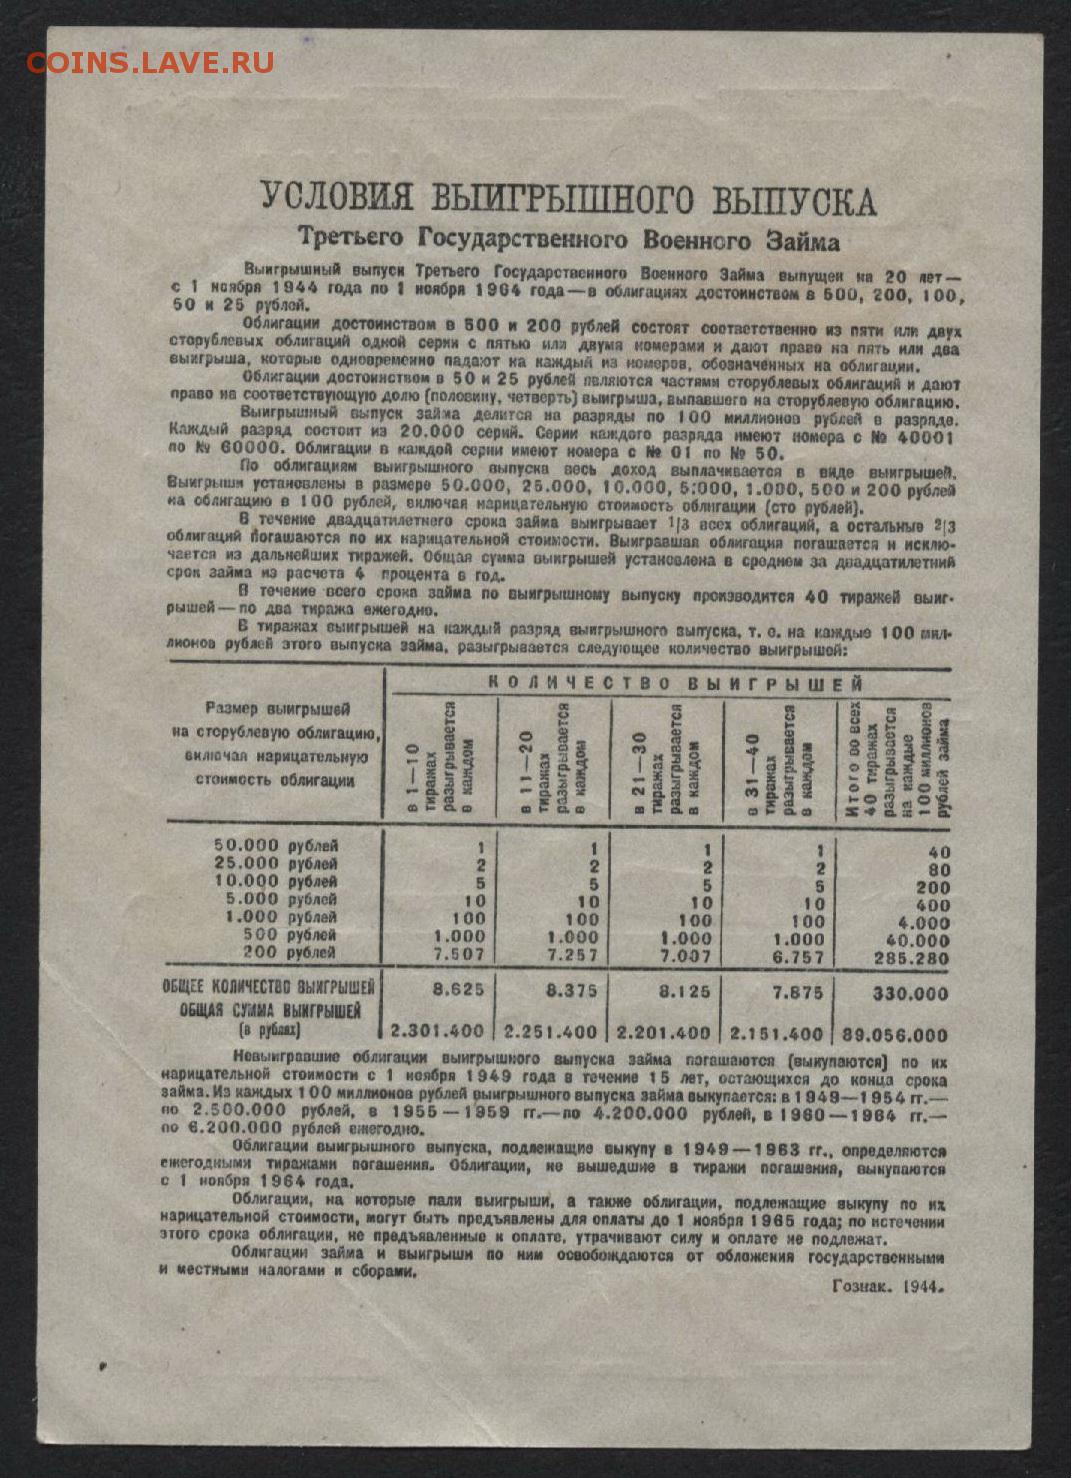 COINS.LAVE.RU
УСЛОВИЯ ВЫИГРЫШНОГО ВЫПУСКА
Третьего Государственного Военного Займа
Выигрышный выпуск Третьего Государственного Военного Займа выпущен на 20 лет—
с 1 ноября 1944 года по 1 ноября 1964 года—в облигациях достоинством в 500, 200, 100,
50 и 25 рублей.
Облигации достоинством в 500 и 200 рублей состоят соответственно из пяти или двух
сторублевых облигаций одной серии с пятью или двумя номерами и дают право на пять или два
выигрыша, которые одновременно падают на каждый из номеров, обозначенных на облигации.
Облигации достоинством в 50 и 25 рублей являются частями сторублевых облигаций и дают
право на соответствующую долю (половину, четверть) выигрыша, выпавшего на сторублевую облигацию.
Выигрышный выпуск займа делится на разряды по 100 миллионов рублей в разряде.
Каждый разряд состоит из 20.000 серий. Серии каждого разряда имеют номера с № 40001
по № 60000. Облигации в каждой серии имеют номера с № 01 по № 50.
По облигациям выигрышного выпуска весь доход выплачивается в виде выигрышей.
Выигрыши установлены в размере 50.000, 25.000, 10.000, 5.000, 1.000, 500 и 200 рублей
на облигацию в 100 рублей, включая нарицательную стоимость облигации (сто рублей).
В течение двадцатилетнего срока займа выигрывает 1/3 всех облигаций, а остальные 2/3
облигаций погашаются по их нарицательной стоимости. Выигравшая облигация погашается и исклю-
чается из дальнейших тиражей. Общая сумма выигрышей установлена в среднем за двадцатилетний
срок займа из расчета 4 процента в год.
В течение всего срока займа по выигрышному выпуску производится 40 тиражей выиг-
рышей—по два тиража ежегодно.
В тиражах выигрышей на каждый разряд выигрышного выпуска, т. е. на каждые 100 мил-
лионов рублей этого выпуска займа, разыгрывается следующее количество выигрышей:
Размер выигрышей
на сторублевую облигацию,
включая нарицательную
стоимость облигации
КОЛИЧЕСТВО ВЫИГРЫШЕЙ
в 1—10
тиражах
разыгрывается
в каждом
в 11—20
тиражах
разыгрывается
в каждом
в 21—30
тиражах
разыгрывается
в каждом
в 31—40
тиражах
разыгрывается
в каждом
Итого во всех
40 тиражах
разыгрывается
на каждые
100 миллионов
рублей займа
50.000 рублей 1 1 1 1 40
25.000 рублей 2 2 2 2 80
10.000 рублей 5 5 5 5 200
5.000 рублей 10 10 10 10 400
1.000 рублей 100 100 100 100 4.000
500 рублей 1.000 1.000 1.000 1.000 40.000
200 рублей 7.507 7.257 7.007 6.757 285.280
ОБЩЕЕ КОЛИЧЕСТВО ВЫИГРЫШЕЙ 8.625 8.375 8.125 7.875 330.000
ОБЩАЯ СУММА ВЫИГРЫШЕЙ
(в рублях) 2.301.400 2.251.400 2.201.400 2.151.400 89.056.000
Невыигравшие облигации выигрышного выпуска займа погашаются (выкупаются) по их
нарицательной стоимости с 1 ноября 1949 года в течение 15 лет, остающихся до конца срока
займа. Из каждых 100 миллионов рублей выигрышного выпуска займа выкупается: в 1949—1954 гг.—
по 2.500.000 рублей, в 1955—1959 гг.—по 4.200.000 рублей, в 1960—1964 гг.—
по 6.200.000 рублей ежегодно.
Облигации выигрышного выпуска, подлежащие выкупу в 1949—1963 гг., определяются
ежегодными тиражами погашения. Облигации, не вышедшие в тиражи погашения, выкупаются
с 1 ноября 1964 года.
Облигации, на которые пали выигрыши, а также облигации, подлежащие выкупу по их
нарицательной стоимости, могут быть предъявлены для оплаты до 1 ноября 1965 года; по истечении
этого срока облигации, не предъявленные к оплате, утрачивают силу и оплате не подлежат.
Облигации займа и выигрыши по ним освобождаются от обложения государственными
и местными налогами и сборами.
Гознак. 1944.